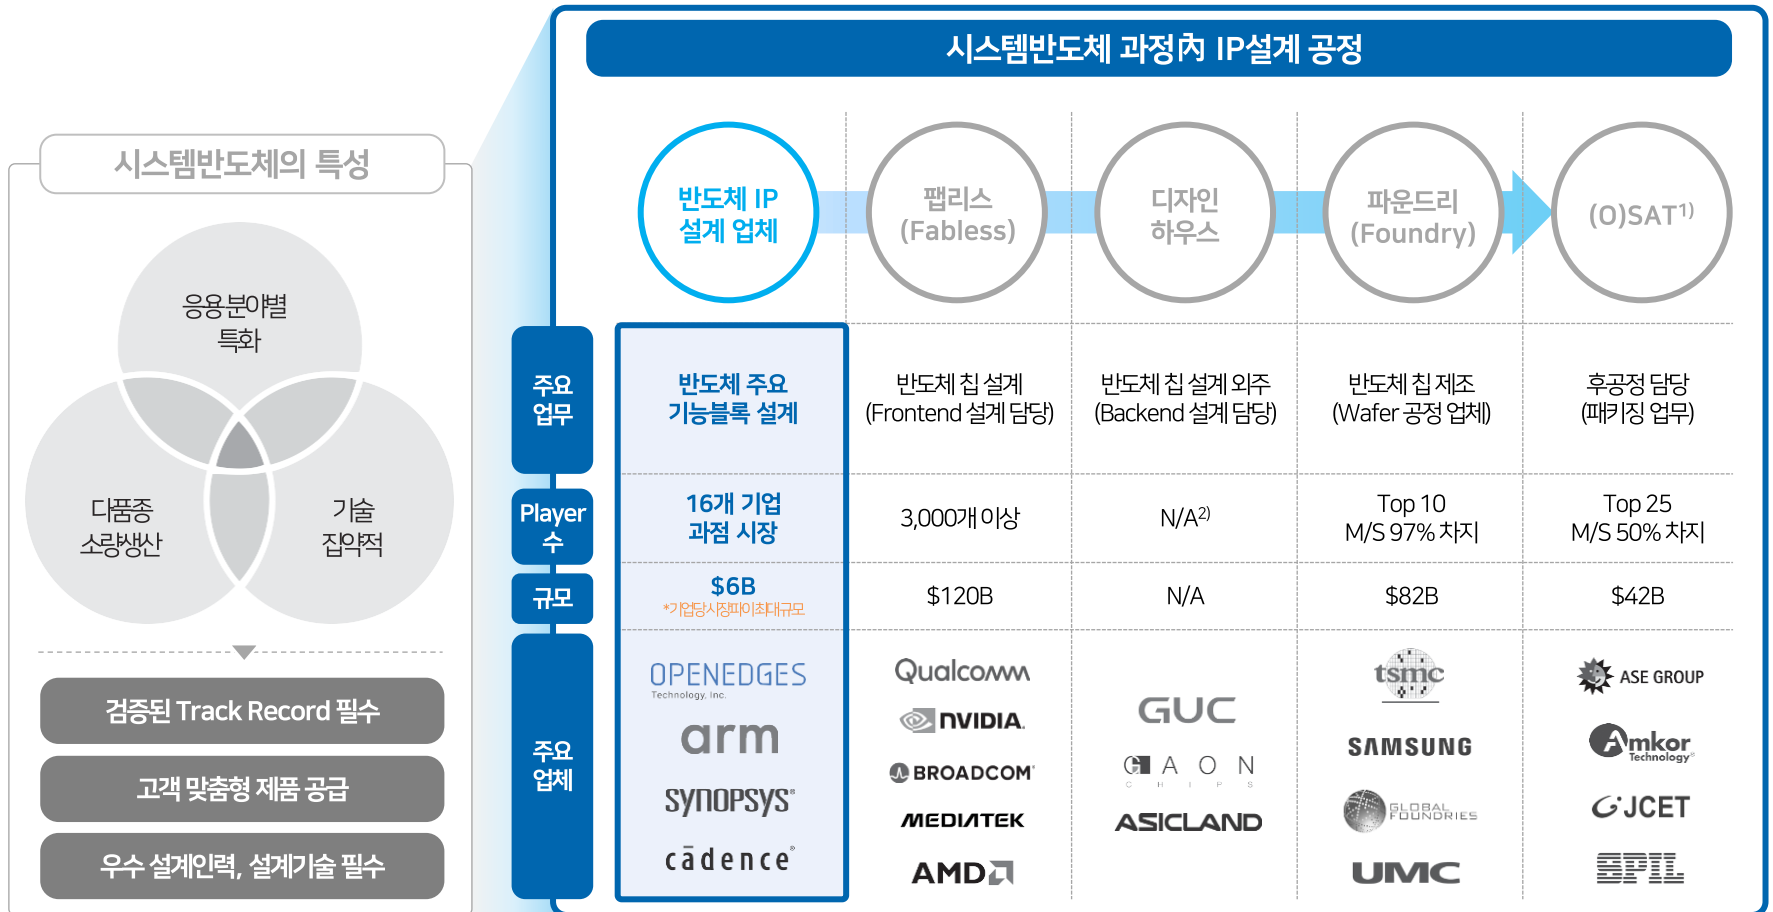 시스템반도체 과정內 IP설계 공정
시스템반도체의 특성
응용분야별
특화
다품종
소량생산
기술
집약적
검증된 Track Record 필수
고객 맞춤형 제품 공급
우수 설계인력, 설계기술 필수
반도체 IP
설계 업체
팹리스
(Fabless)
디자인
하우스
파운드리
(Foundry)
(O)SAT1)
주요
업무
반도체 주요
기능블록 설계
반도체 칩 설계
(Frontend 설계 담당)
반도체 칩 설계 외주
(Backend 설계 담당)
반도체 칩 제조
(Wafer 공정 업체)
후공정 담당
(패키징 업무)
Player
수
16개 기업
과점 시장
3,000개 이상
N/A2)
Top 10
M/S 97% 차지
Top 25
M/S 50% 차지
규모
$6B
*기업당시장파이최대규모
$120B
N/A
$82B
$42B
주요
업체
OPENEDGES
Technology, Inc.
arm
SYNOPSYS®
cādence®
Qualcomm
NVIDIA.
BROADCOM®
MEDIATEK
AMD
GUC
GAON
CHIPS
ASICLAND
tsmc
SAMSUNG
GLOBAL
FOUNDRIES
UMC
ASE GROUP
Amkor
Technology®
JCET
SPIL